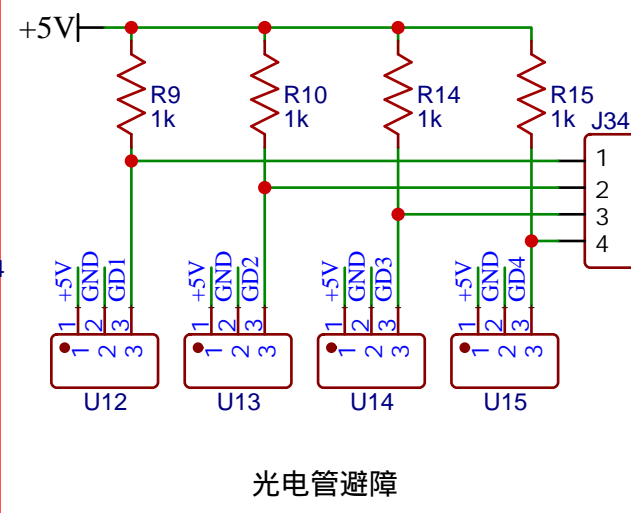 +5V
R9
1k
R10
1k
R14
1k
R15
1k
J34
1
2
3
4
+5V
GND
GD1
+5V
GND
GD2
+5V
GND
GD3
+5V
GND
GD4
1 2 3
1 2 3
1 2 3
1 2 3
1 2 3
1 2 3
1 2 3
1 2 3
U12
U13
U14
U15
光电管避障